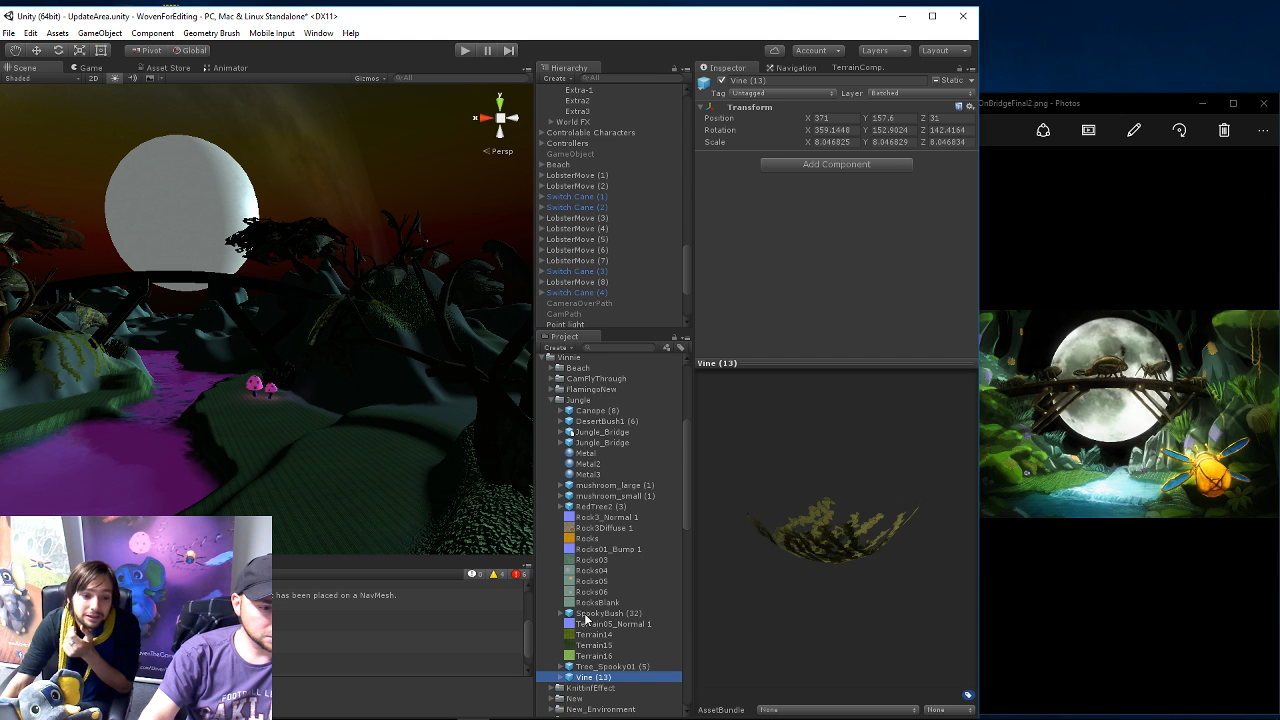 Unity (64bit) - UpdateArea.unity - WovenForEditing - PC, Mac & Linux Standalone* <DX11>
File Edit Assets GameObject Component Geometry Brush Mobile Input Window Help
Pivot Global Account Layers Layout
Scene Game Asset Store Animator
Shaded 2D Gizmos All
y
x
Persp
Hierarchy
Create All
Extra-1
Extra2
Extra3
World FX
Controlable Characters
Controllers
GameObject
Beach
LobsterMove (1)
LobsterMove (2)
Switch Cane (1)
Switch Cane (2)
LobsterMove (3)
LobsterMove (4)
LobsterMove (5)
LobsterMove (6)
LobsterMove (7)
Switch Cane (3)
LobsterMove (8)
Switch Cane (4)
CameraOverPath
CamPath
Point light
Project
Create
Vinnie
Beach
CamFlyThrough
FlamingoNew
Jungle
Canope (8)
DesertBush1 (6)
Jungle_Bridge
Jungle_Bridge
Metal
Metal2
Metal3
mushroom_large (1)
mushroom_small (1)
RedTree2 (3)
Rock3_Normal 1
Rock3Diffuse 1
Rocks
Rocks01_Bump 1
Rocks03
Rocks04
Rocks05
Rocks06
RocksBlank
SpookyBush (32)
Terrain05_Normal 1
Terrain14
Terrain15
Terrain16
Tree_Spooky01 (5)
Vine (13)
KnittinfEffect
New
New_Environment
Inspector Navigation TerrainComp.
Vine (13) Static
Tag Untagged Layer Batched
Transform
Position X 371 Y 157.6 Z 31
Rotation X 359.1448 Y 152.9024 Z 142.4164
Scale X 8.046825 Y 8.046829 Z 8.046834
Add Component
Vine (13)
AssetBundle None None
0 4 6
has been placed on a NavMesh.
OnBridgeFinal2.png - Photos